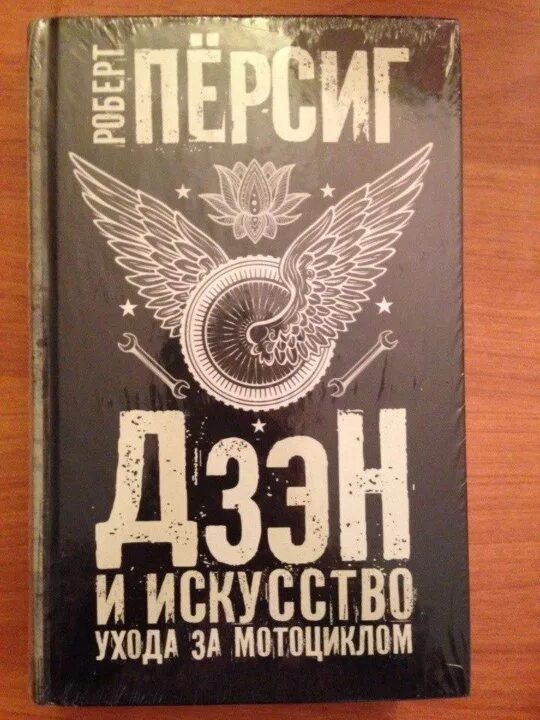 РОБЕРТ
ПЁРСИГ
ДЗЭН
И ИСКУССТВО
УХОДА ЗА МОТОЦИКЛОМ